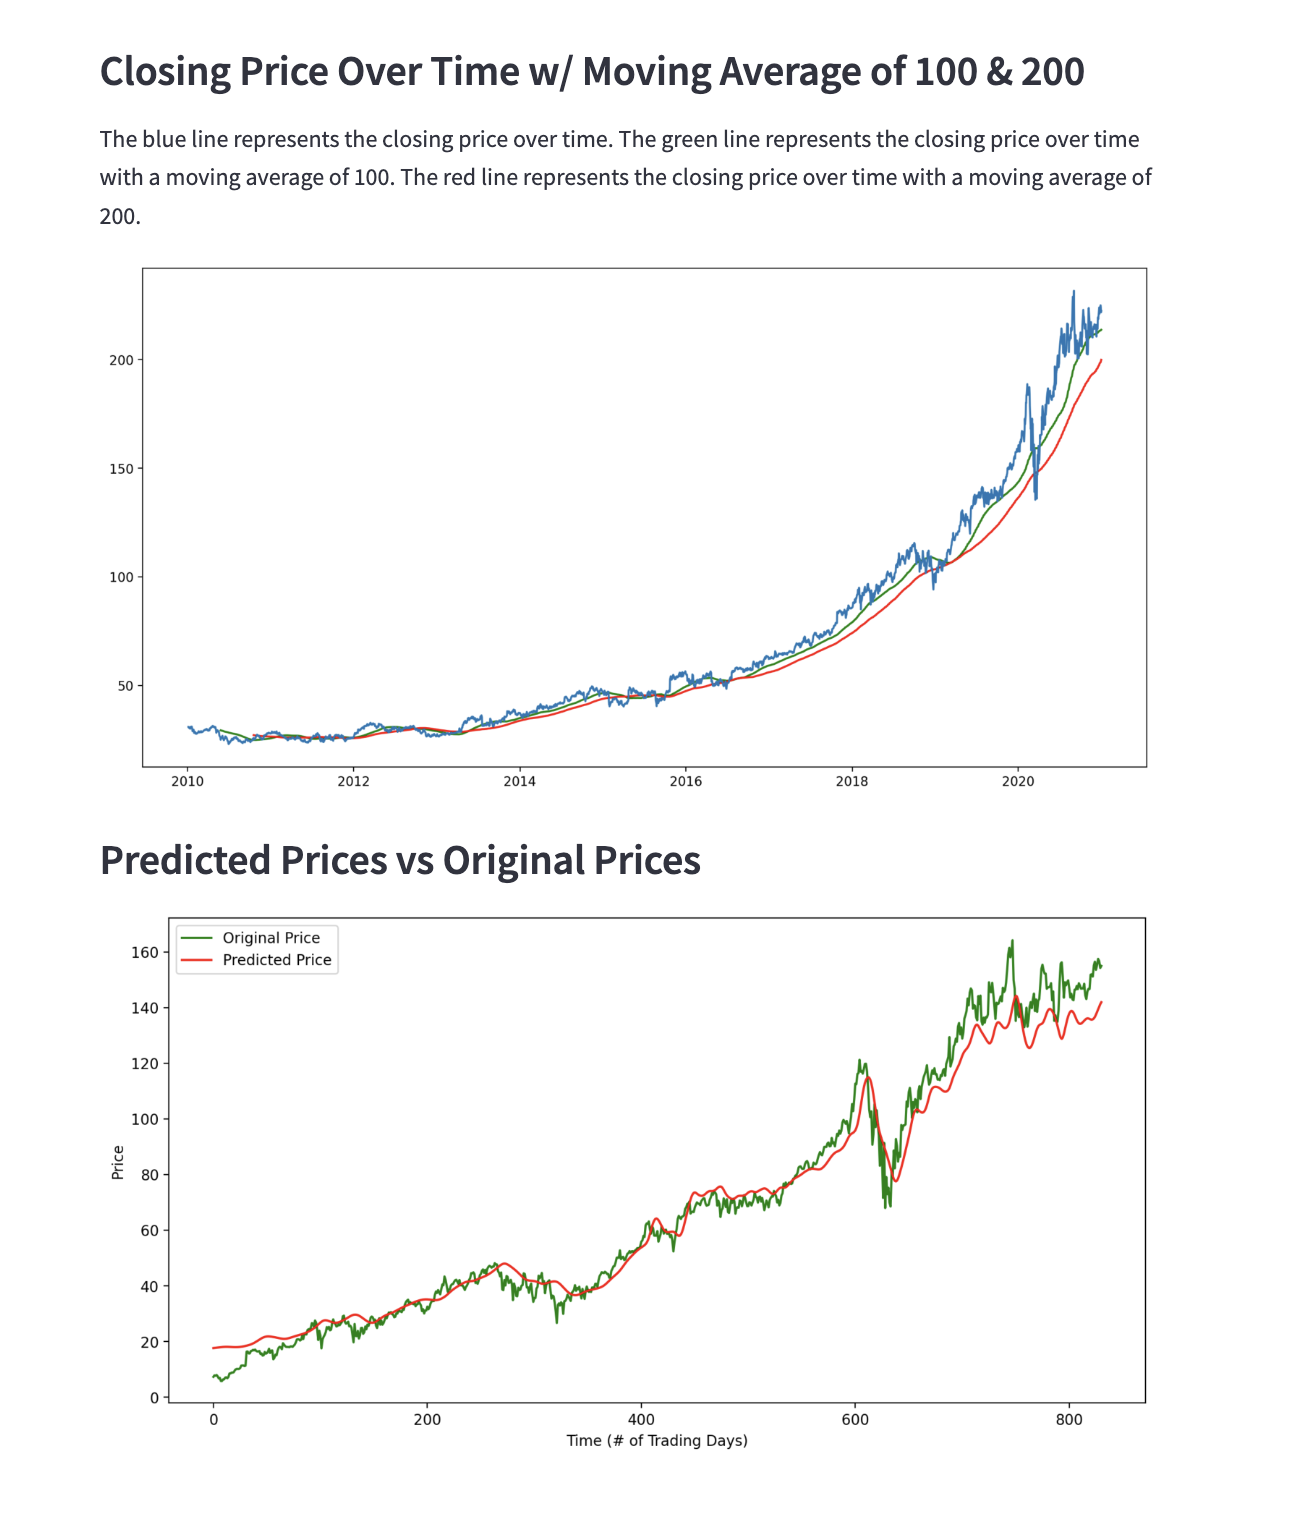 Closing Price Over Time w/ Moving Average of 100 & 200
The blue line represents the closing price over time. The green line represents the closing price over time
with a moving average of 100. The red line represents the closing price over time with a moving average of
200.
200
150
100
50
2010 2012 2014 2016 2018 2020
Predicted Prices vs Original Prices
Original Price
Predicted Price
160
140
120
100
80
60
40
20
0
Price
0 200 400 600 800
Time (# of Trading Days)